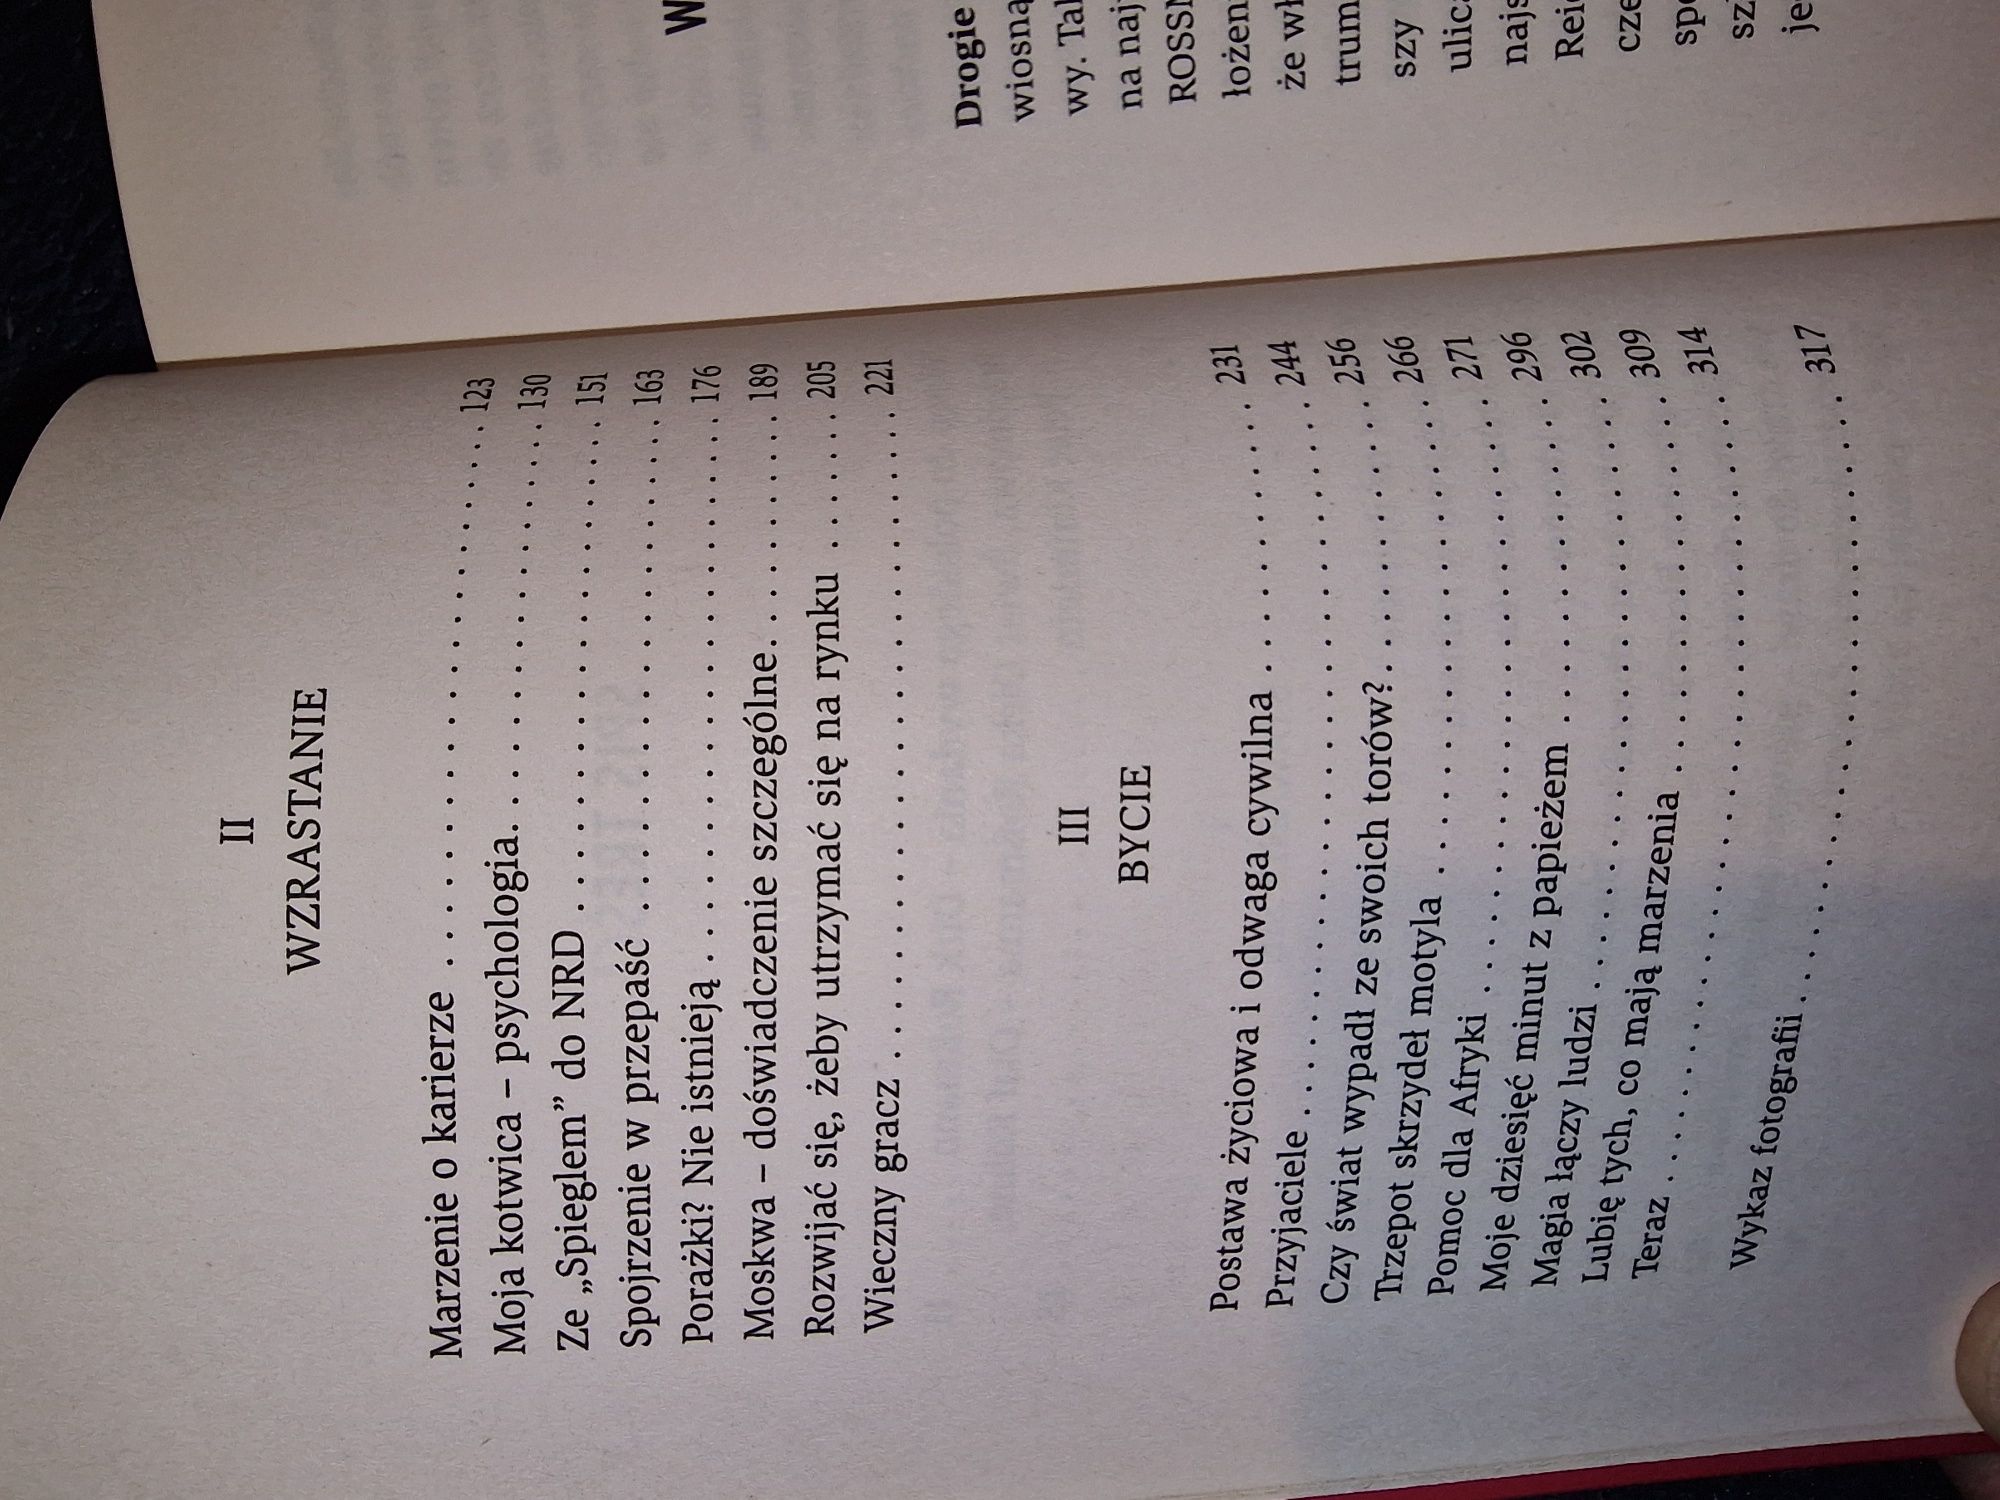 II
WZRASTANIE
Marzenie o karierze . . . . . . . . . . . . . . . . . . . . . . . . 123
Moja kotwica – psychologia. . . . . . . . . . . . . . . . . . . 130
Ze „Spieglem” do NRD . . . . . . . . . . . . . . . . . . . . . . 151
Spojrzenie w przepaść . . . . . . . . . . . . . . . . . . . . . . 163
Porażki? Nie istnieją . . . . . . . . . . . . . . . . . . . . . . . 176
Moskwa – doświadczenie szczególne. . . . . . . . . . . . 189
Rozwijać się, żeby utrzymać się na rynku . . . . . . . 205
Wieczny gracz . . . . . . . . . . . . . . . . . . . . . . . . . . . . 221
III
BYCIE
Postawa życiowa i odwaga cywilna . . . . . . . . . . . . 231
Przyjaciele . . . . . . . . . . . . . . . . . . . . . . . . . . . . . . . 244
Czy świat wypadł ze swoich torów? . . . . . . . . . . . . 256
Trzepot skrzydeł motyla . . . . . . . . . . . . . . . . . . . . . 266
Pomoc dla Afryki . . . . . . . . . . . . . . . . . . . . . . . . . . 271
Moje dziesięć minut z papieżem . . . . . . . . . . . . . . . 296
Magia łączy ludzi . . . . . . . . . . . . . . . . . . . . . . . . . . 302
Lubię tych, co mają marzenia . . . . . . . . . . . . . . . . . 309
Teraz . . . . . . . . . . . . . . . . . . . . . . . . . . . . . . . . . . . 314
Wykaz fotografii . . . . . . . . . . . . . . . . . . . . . . . . . . . 317
W
Drogie
wiosną
wy. Tak
na naj
ROSSM
łożen
że wł
trum
szy
ulic
najs
Reic
cze
spo
sz
je